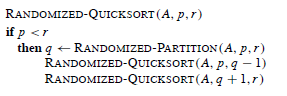 RANDOMIZED-QUICKSORT(A, p, r)
if p < r
then q ← RANDOMIZED-PARTITION(A, p, r)
RANDOMIZED-QUICKSORT(A, p, q − 1)
RANDOMIZED-QUICKSORT(A, q + 1, r)